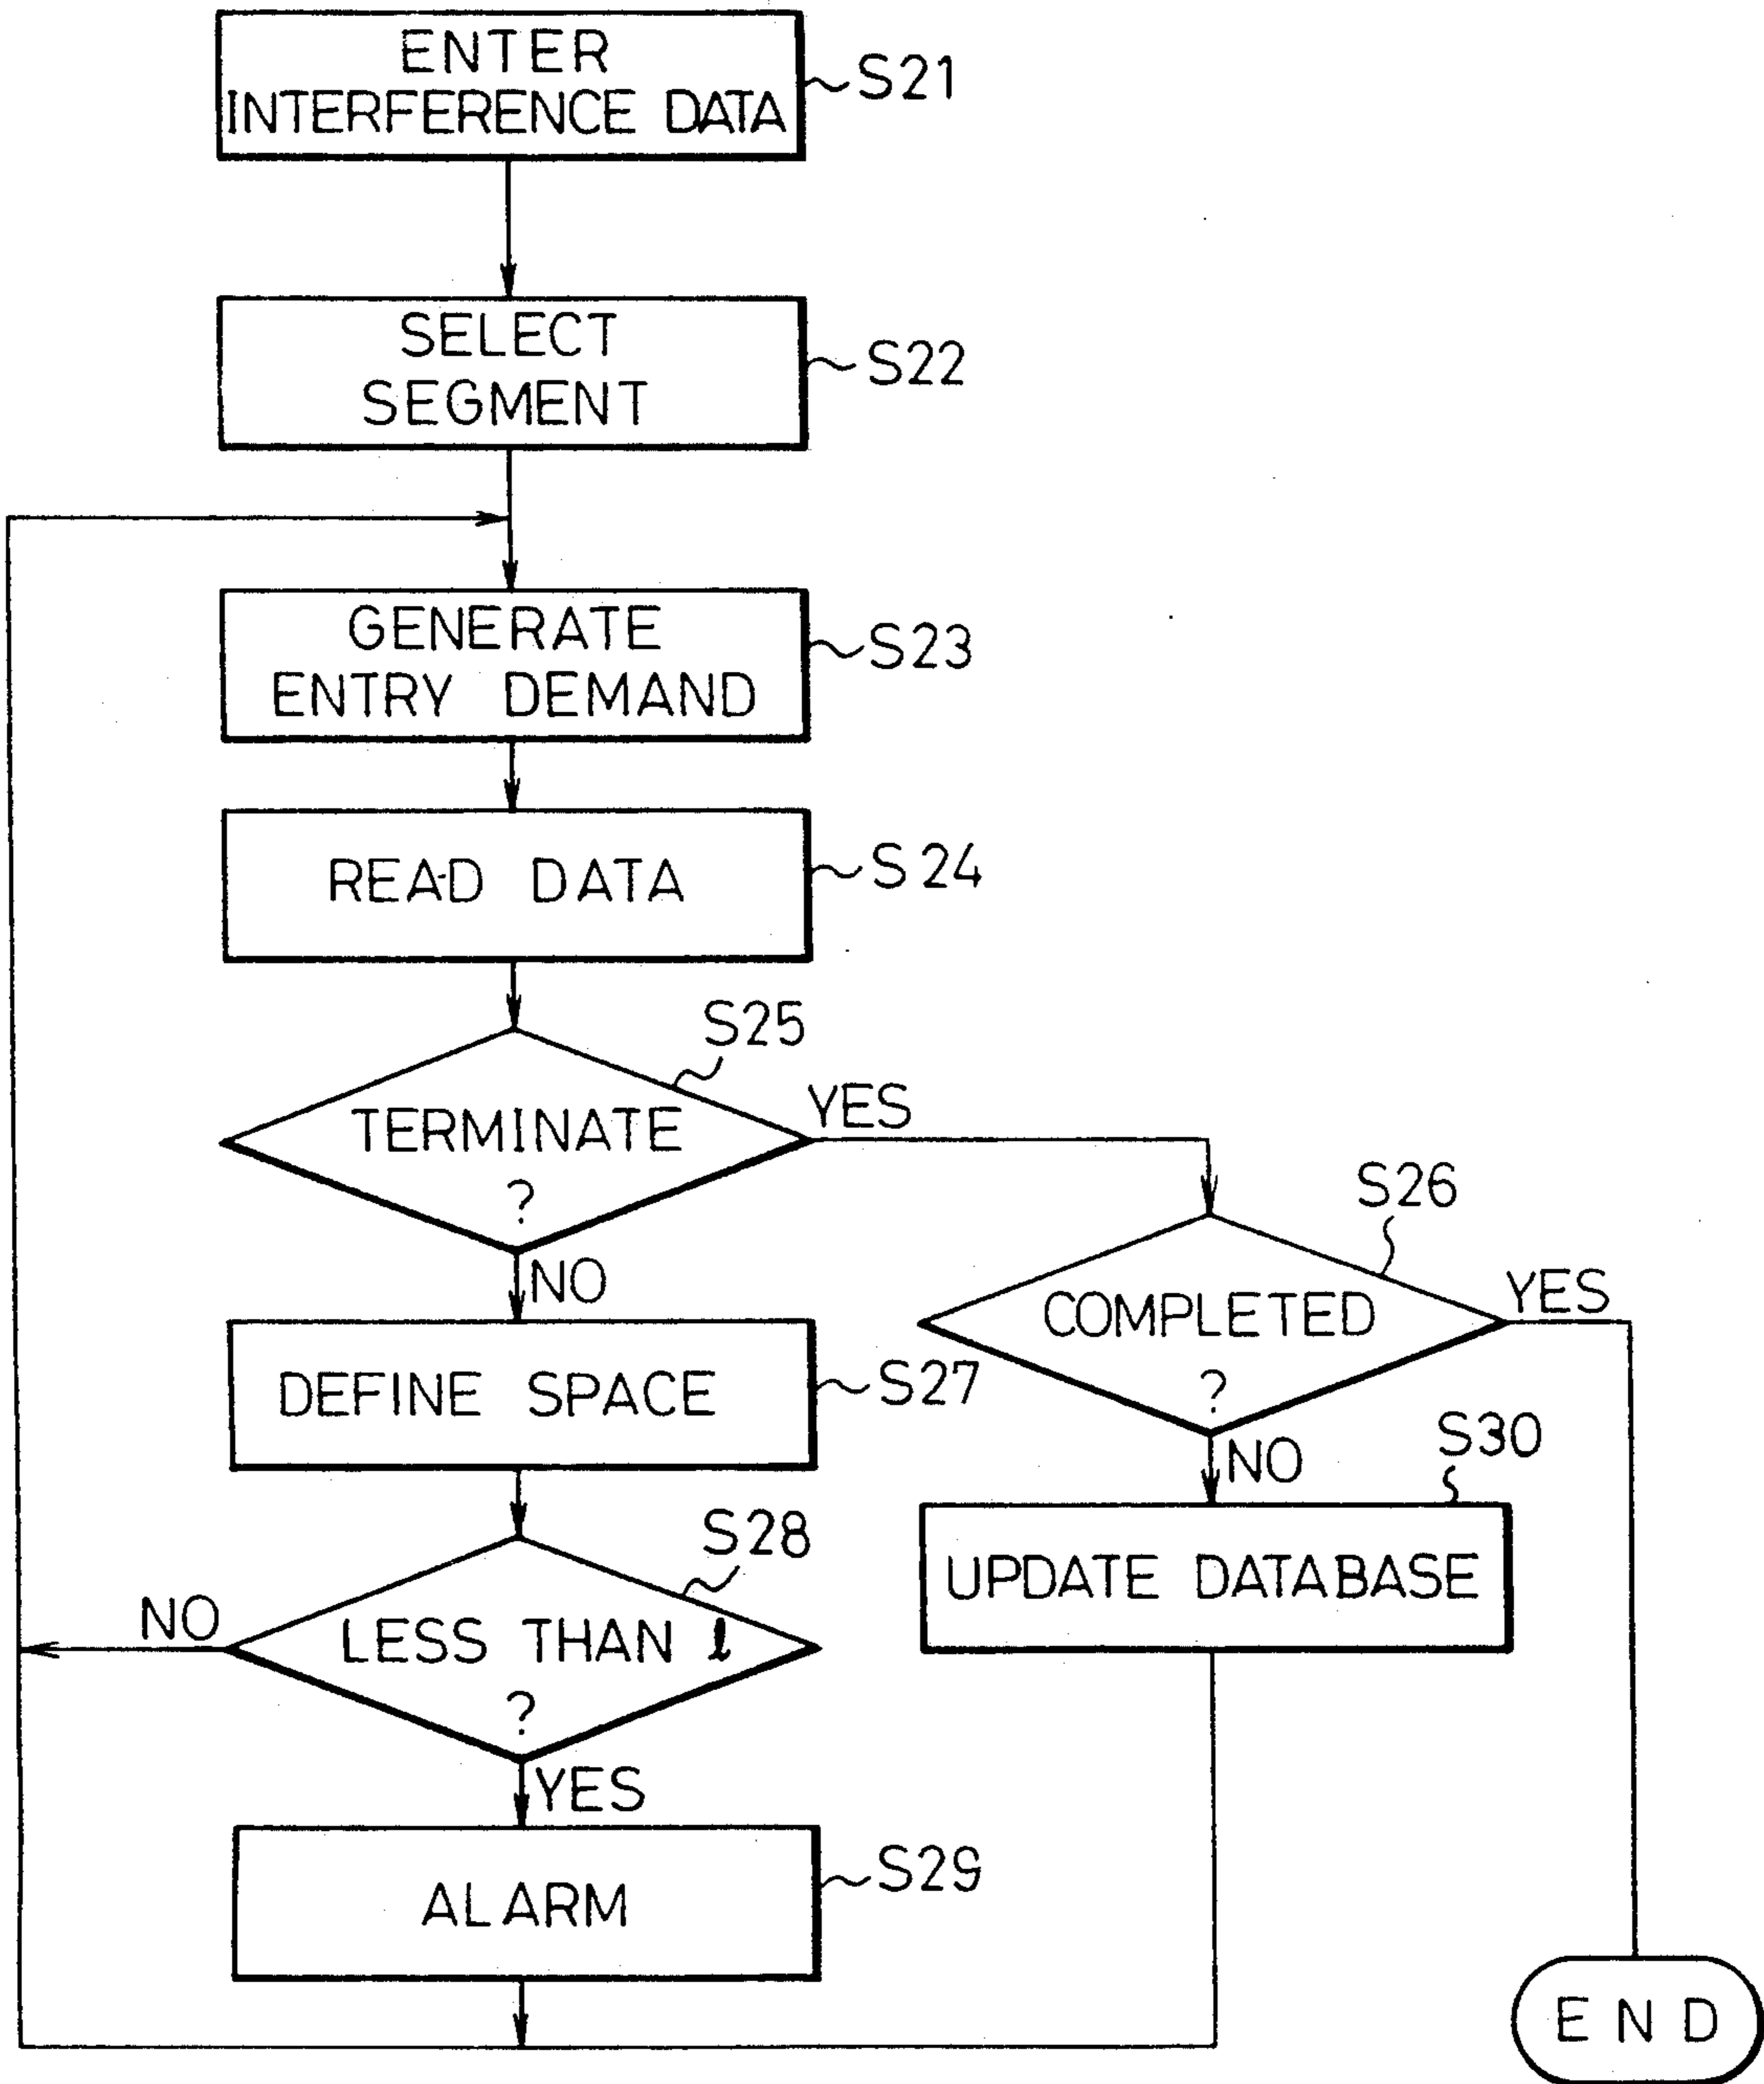 ENTER
INTERFERENCE DATA
S21
SELECT
SEGMENT
S22
GENERATE
ENTRY DEMAND
S23
READ DATA
S24
S25
TERMINATE
?
YES
NO
S26
COMPLETED
?
YES
NO
DEFINE SPACE
S27
S30
UPDATE DATABASE
S28
LESS THAN ℓ
?
NO
YES
ALARM
S29
END